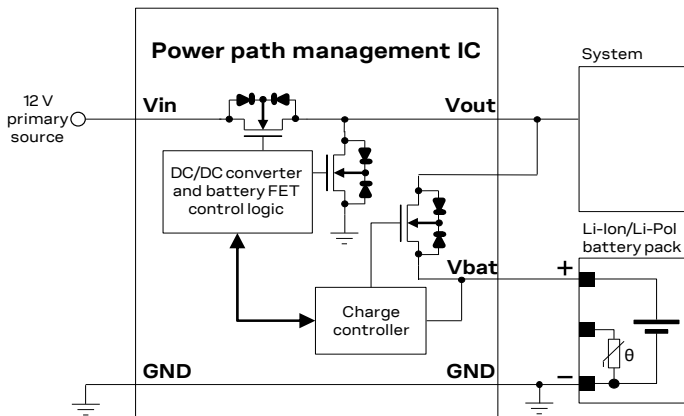 Power path management IC
System
12 V
primary
source
Vin
Vout
DC/DC converter
and battery FET
control logic
Li-Ion/Li-Pol
battery pack
Vbat
+
Charge
controller
θ
GND
GND
−